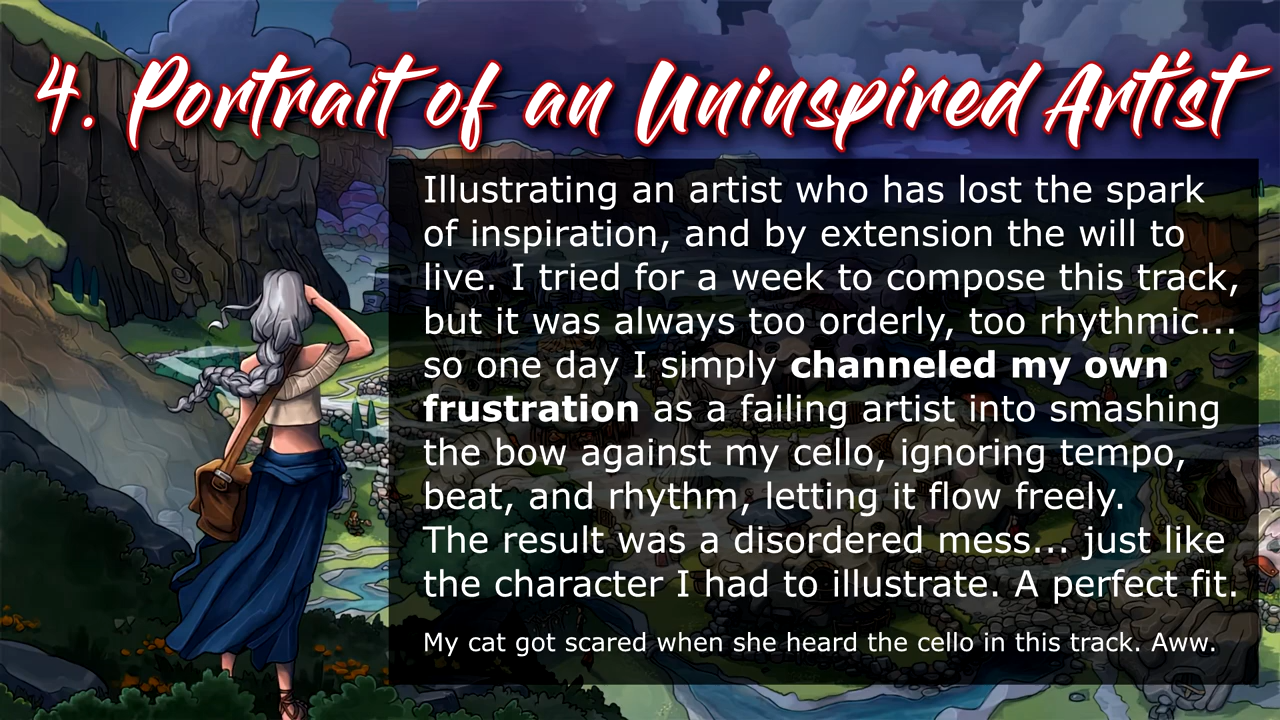 4. Portrait of an Uninspired Artist
Illustrating an artist who has lost the spark
of inspiration, and by extension the will to
live. I tried for a week to compose this track,
but it was always too orderly, too rhythmic...
so one day I simply channeled my own
frustration as a failing artist into smashing
the bow against my cello, ignoring tempo,
beat, and rhythm, letting it flow freely.
The result was a disordered mess... just like
the character I had to illustrate. A perfect fit.
My cat got scared when she heard the cello in this track. Aww.